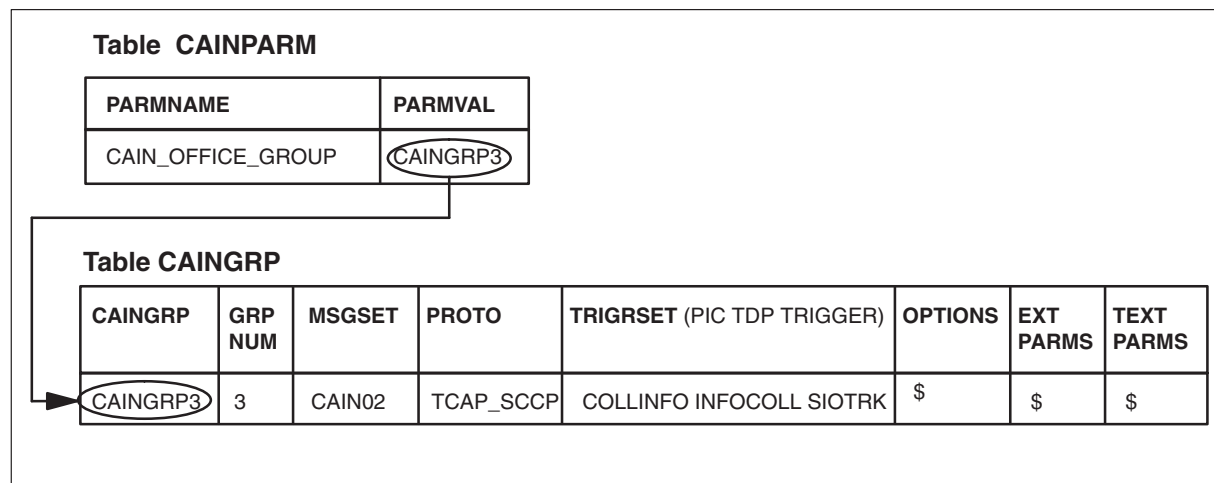 Table CAINPARM
PARMNAME PARMVAL
CAIN_OFFICE_GROUP CAINGRP3
Table CAINGRP
CAINGRP GRP NUM MSGSET PROTO TRIGRSET (PIC TDP TRIGGER) OPTIONS EXT PARMS TEXT PARMS
CAINGRP3 3 CAIN02 TCAP_SCCP COLLINFO INFOCOLL SIOTRK $ $ $